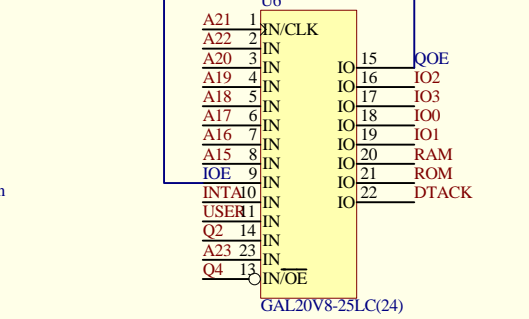 U6
A21 1 IN/CLK
A22 2 IN
A20 3 IN IO 15 QOE
A19 4 IN IO 16 IO2
A18 5 IN IO 17 IO3
A17 6 IN IO 18 IO0
A16 7 IN IO 19 IO1
A15 8 IN IO 20 RAM
IOE 9 IN IO 21 ROM
INTA 10 IN IO 22 DTACK
USER 11 IN
Q2 14 IN
A23 23 IN
Q4 13 IN/OE
GAL20V8-25LC(24)